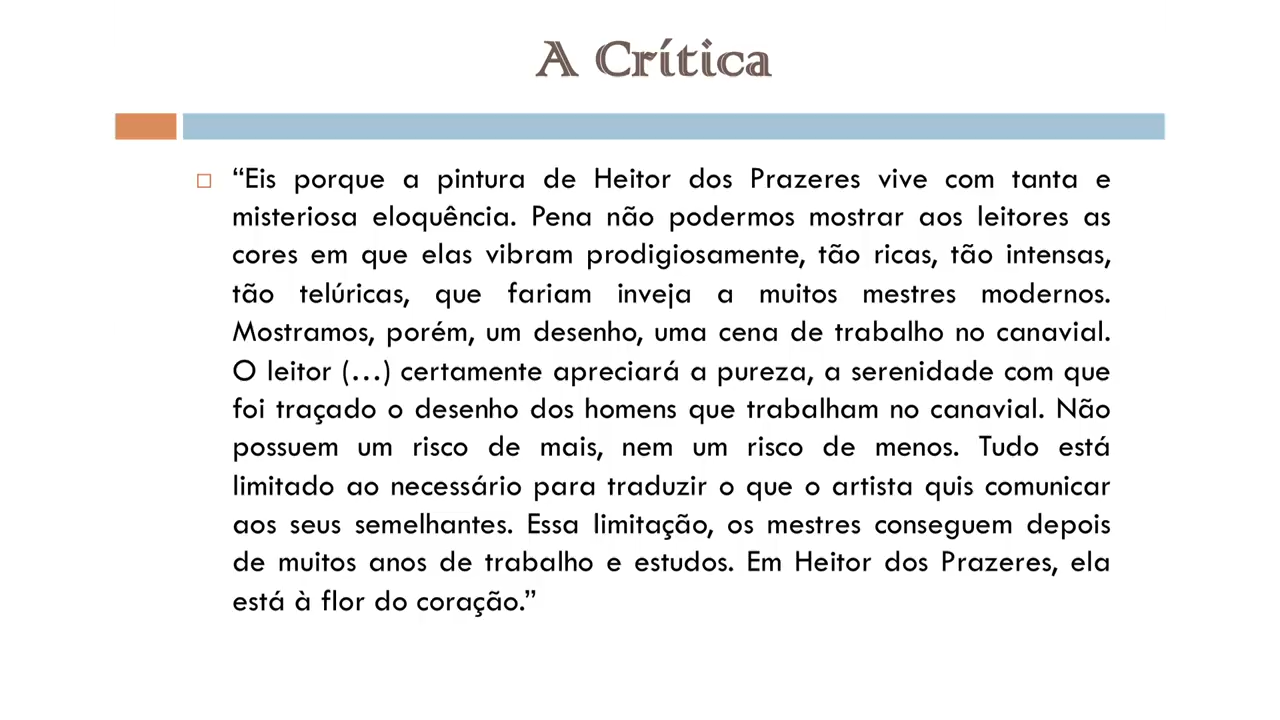 A Crítica
“Eis porque a pintura de Heitor dos Prazeres vive com tanta e
misteriosa eloquência. Pena não podermos mostrar aos leitores as
cores em que elas vibram prodigiosamente, tão ricas, tão intensas,
tão telúricas, que fariam inveja a muitos mestres modernos.
Mostramos, porém, um desenho, uma cena de trabalho no canavial.
O leitor (…) certamente apreciará a pureza, a serenidade com que
foi traçado o desenho dos homens que trabalham no canavial. Não
possuem um risco de mais, nem um risco de menos. Tudo está
limitado ao necessário para traduzir o que o artista quis comunicar
aos seus semelhantes. Essa limitação, os mestres conseguem depois
de muitos anos de trabalho e estudos. Em Heitor dos Prazeres, ela
está à flor do coração.”